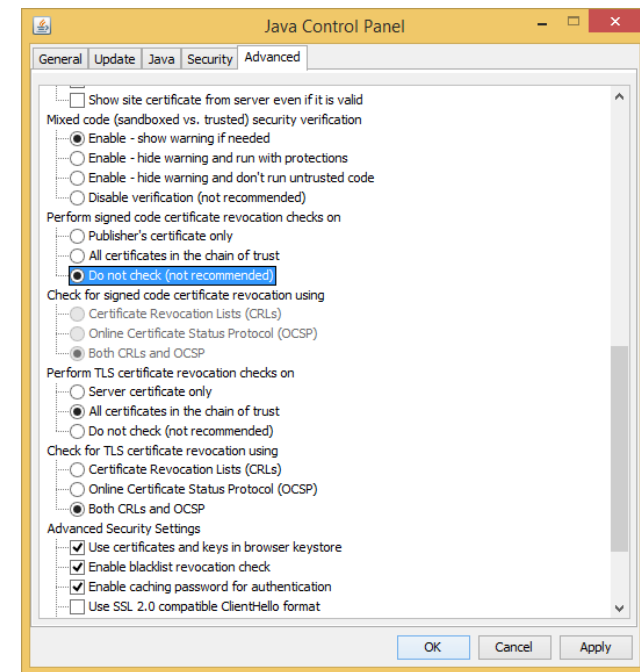 Java Control Panel
General Update Java Security Advanced
Show site certificate from server even if it is valid
Mixed code (sandboxed vs. trusted) security verification
Enable - show warning if needed
Enable - hide warning and run with protections
Enable - hide warning and don't run untrusted code
Disable verification (not recommended)
Perform signed code certificate revocation checks on
Publisher's certificate only
All certificates in the chain of trust
Do not check (not recommended)
Check for signed code certificate revocation using
Certificate Revocation Lists (CRLs)
Online Certificate Status Protocol (OCSP)
Both CRLs and OCSP
Perform TLS certificate revocation checks on
Server certificate only
All certificates in the chain of trust
Do not check (not recommended)
Check for TLS certificate revocation using
Certificate Revocation Lists (CRLs)
Online Certificate Status Protocol (OCSP)
Both CRLs and OCSP
Advanced Security Settings
Use certificates and keys in browser keystore
Enable blacklist revocation check
Enable caching password for authentication
Use SSL 2.0 compatible ClientHello format
OK Cancel Apply